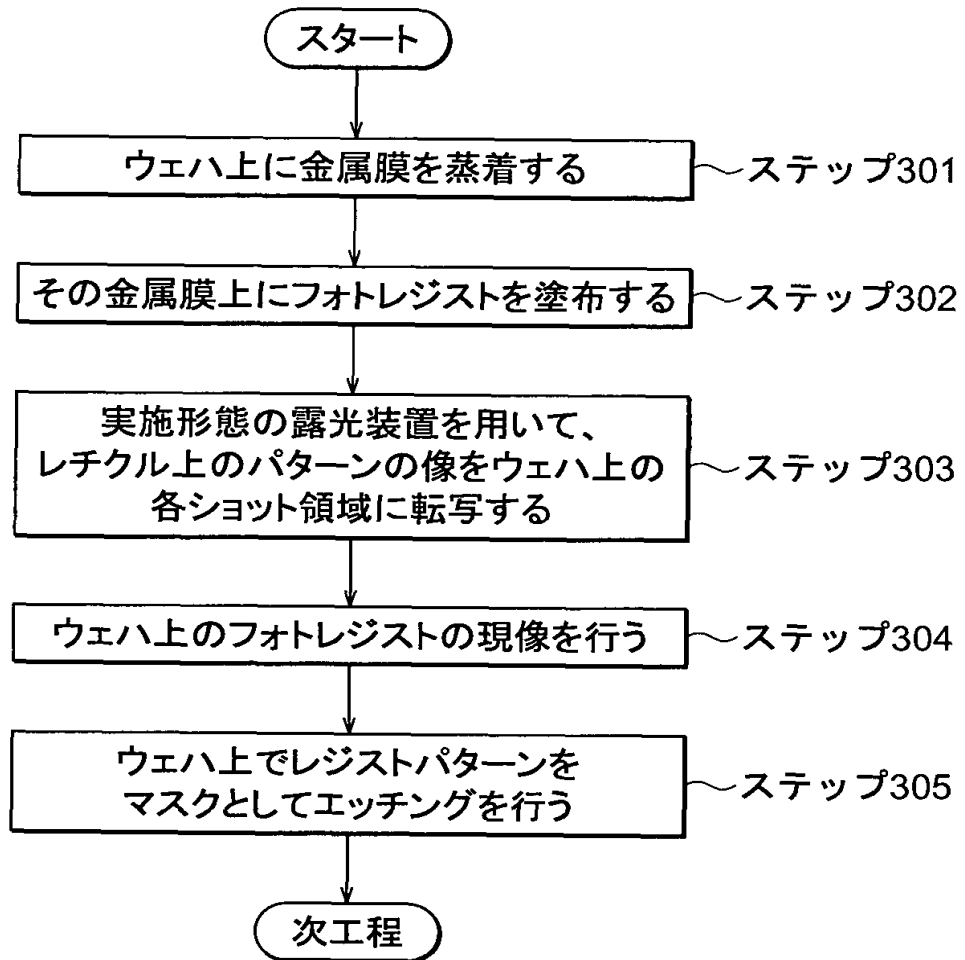 スタート
ウェハ上に金属膜を蒸着する
ステップ301
その金属膜上にフォトレジストを塗布する
ステップ302
実施形態の露光装置を用いて、
レチクル上のパターンの像をウェハ上の
各ショット領域に転写する
ステップ303
ウェハ上のフォトレジストの現像を行う
ステップ304
ウェハ上でレジストパターンを
マスクとしてエッチングを行う
ステップ305
次工程